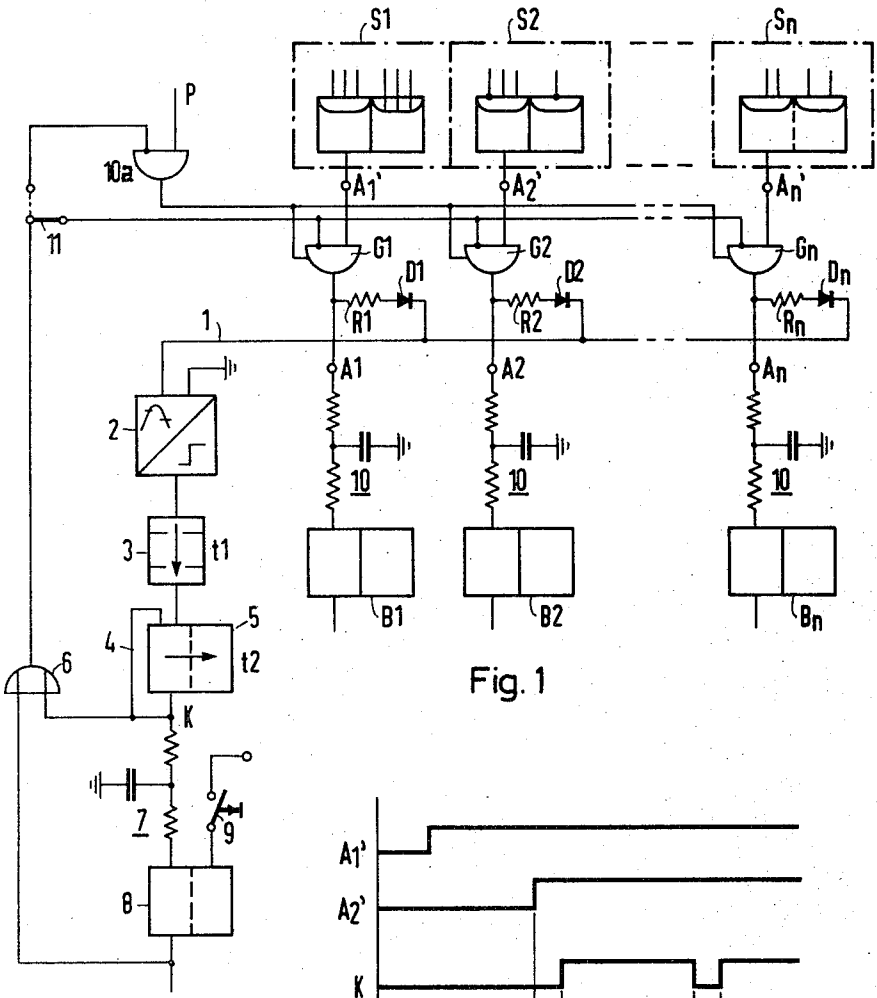 S1 S2 Sn
P
10a
A1' A2' An'
11
G1 G2 Gn
D1 D2 Dn
R1 R2 Rn
1
A1 A2 An
2
10 10 10
3 t1
B1 B2 Bn
4 5
t2
6
K
Fig. 1
7
9
8
A1'
A2'
K